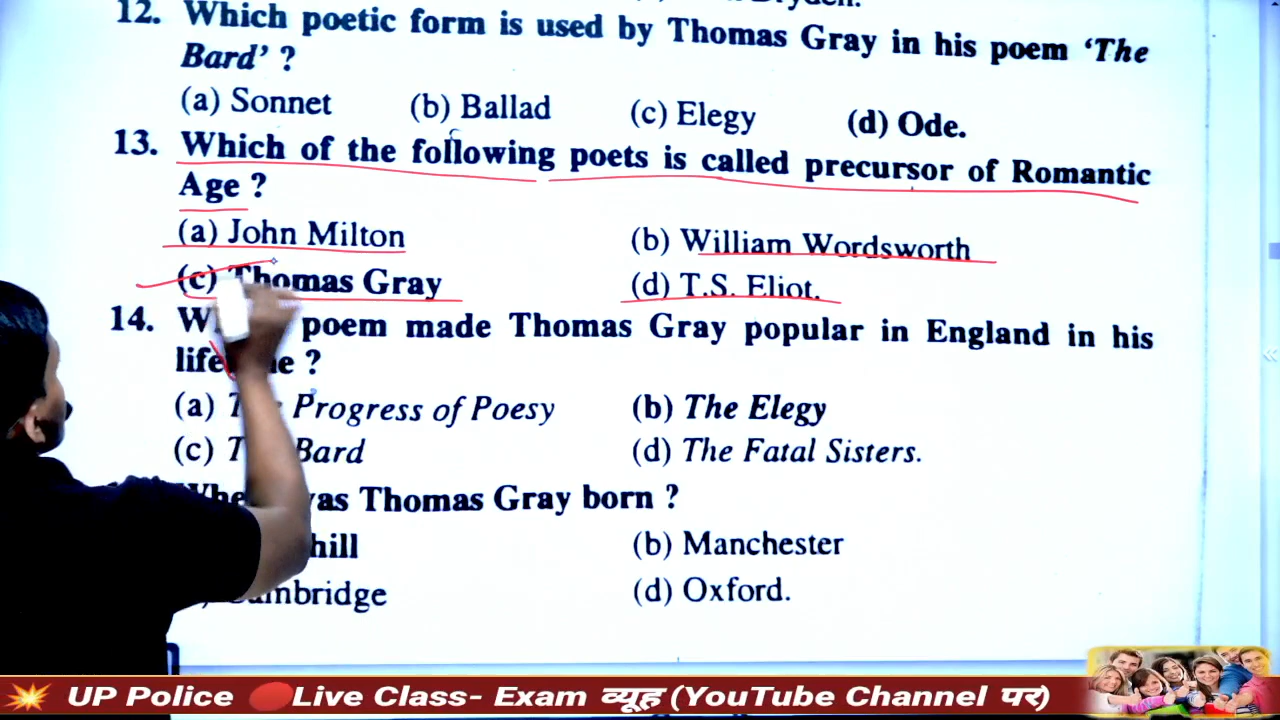 12. Which poetic form is used by Thomas Gray in his poem ‘The
Bard’ ?
(a) Sonnet (b) Ballad (c) Elegy (d) Ode.
13. Which of the following poets is called precursor of Romantic
Age ?
(a) John Milton (b) William Wordsworth
(c) Thomas Gray (d) T.S. Eliot.
14. poem made Thomas Gray popular in England in his
?
(a) Progress of Poesy (b) The Elegy
(c) Bard (d) The Fatal Sisters.
Thomas Gray born ?
(b) Manchester
(d) Oxford.
UP Police Live Class- Exam व्यूह (YouTube Channel पर)